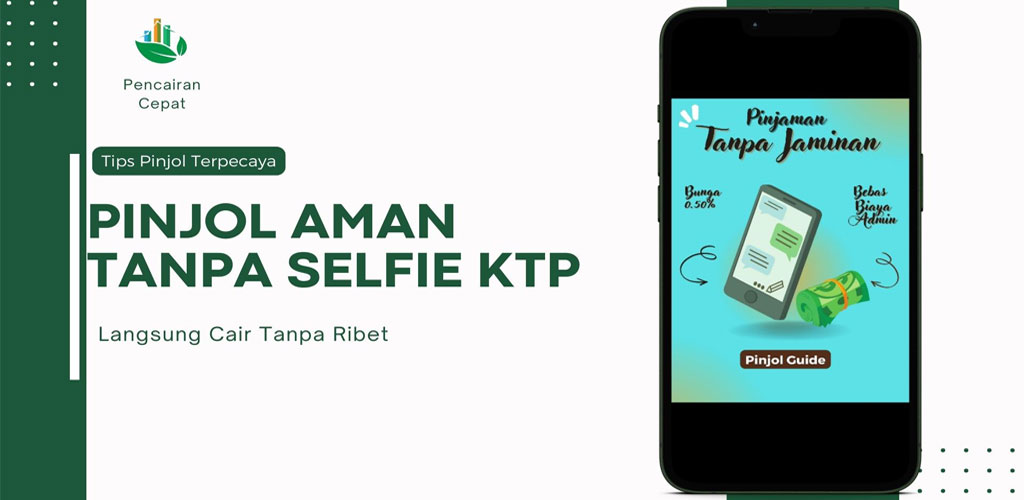 Pencairan
Cepat
Tips Pinjol Terpecaya
PINJOL AMAN
TANPA SELFIE KTP
Langsung Cair Tanpa Ribet
Pinjaman
Tanpa Jaminan
Bunga
0.50%
Bebas
Biaya
Admin
Pinjol Guide